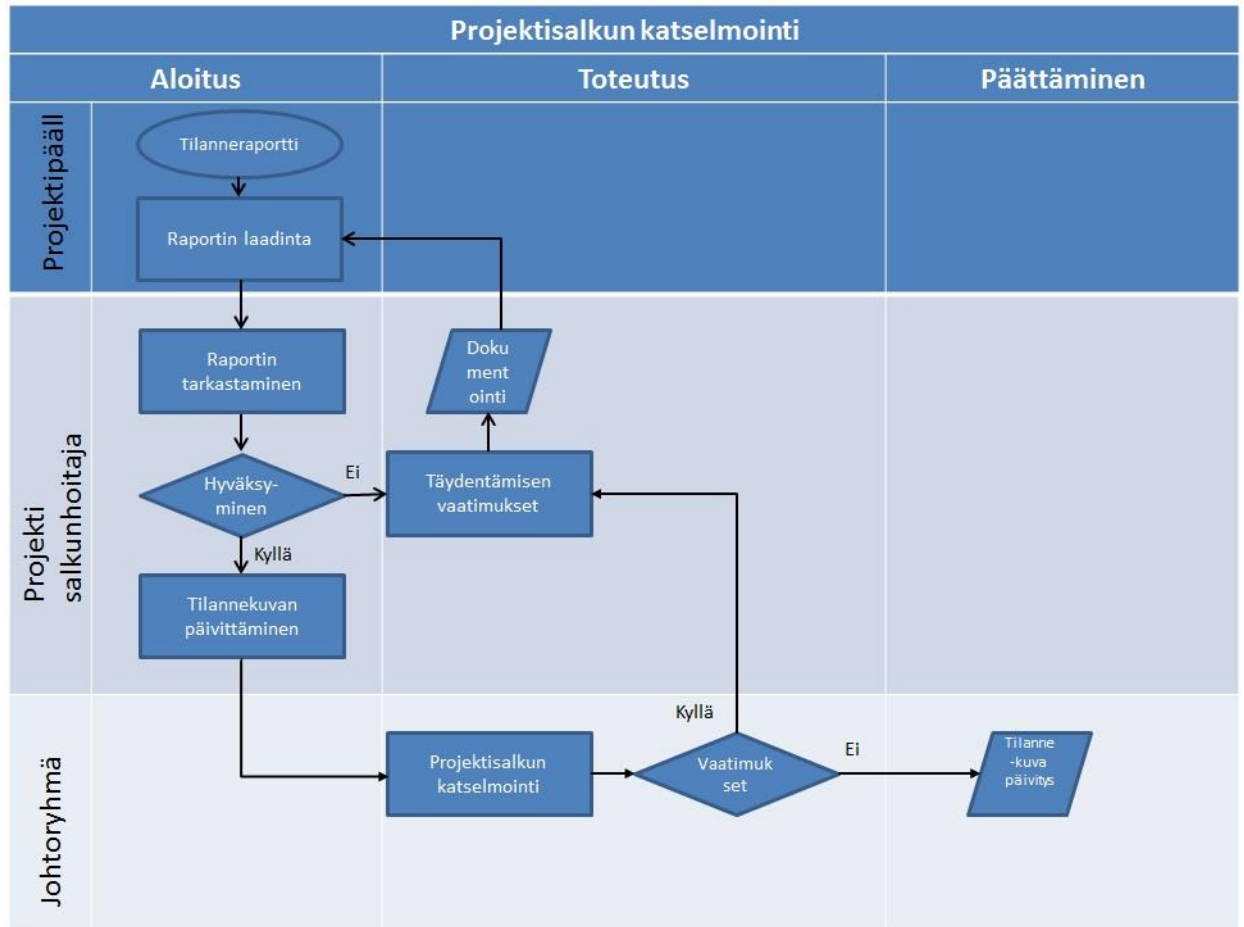 Projektisalkun katselmointi
Aloitus
Toteutus
Päättäminen
Projektipääll
Tilanneraportti
Raportin laadinta
Projekti
salkunhoitaja
Raportin
tarkastaminen
Doku
ment
ointi
Hyväksy-
minen
Ei
Täydentämisen
vaatimukset
Kyllä
Tilannekuvan
päivittäminen
Johtoryhmä
Projektisalkun
katselmointi
Kyllä
Vaatimuk
set
Ei
Tilanne
-kuva
päivitys